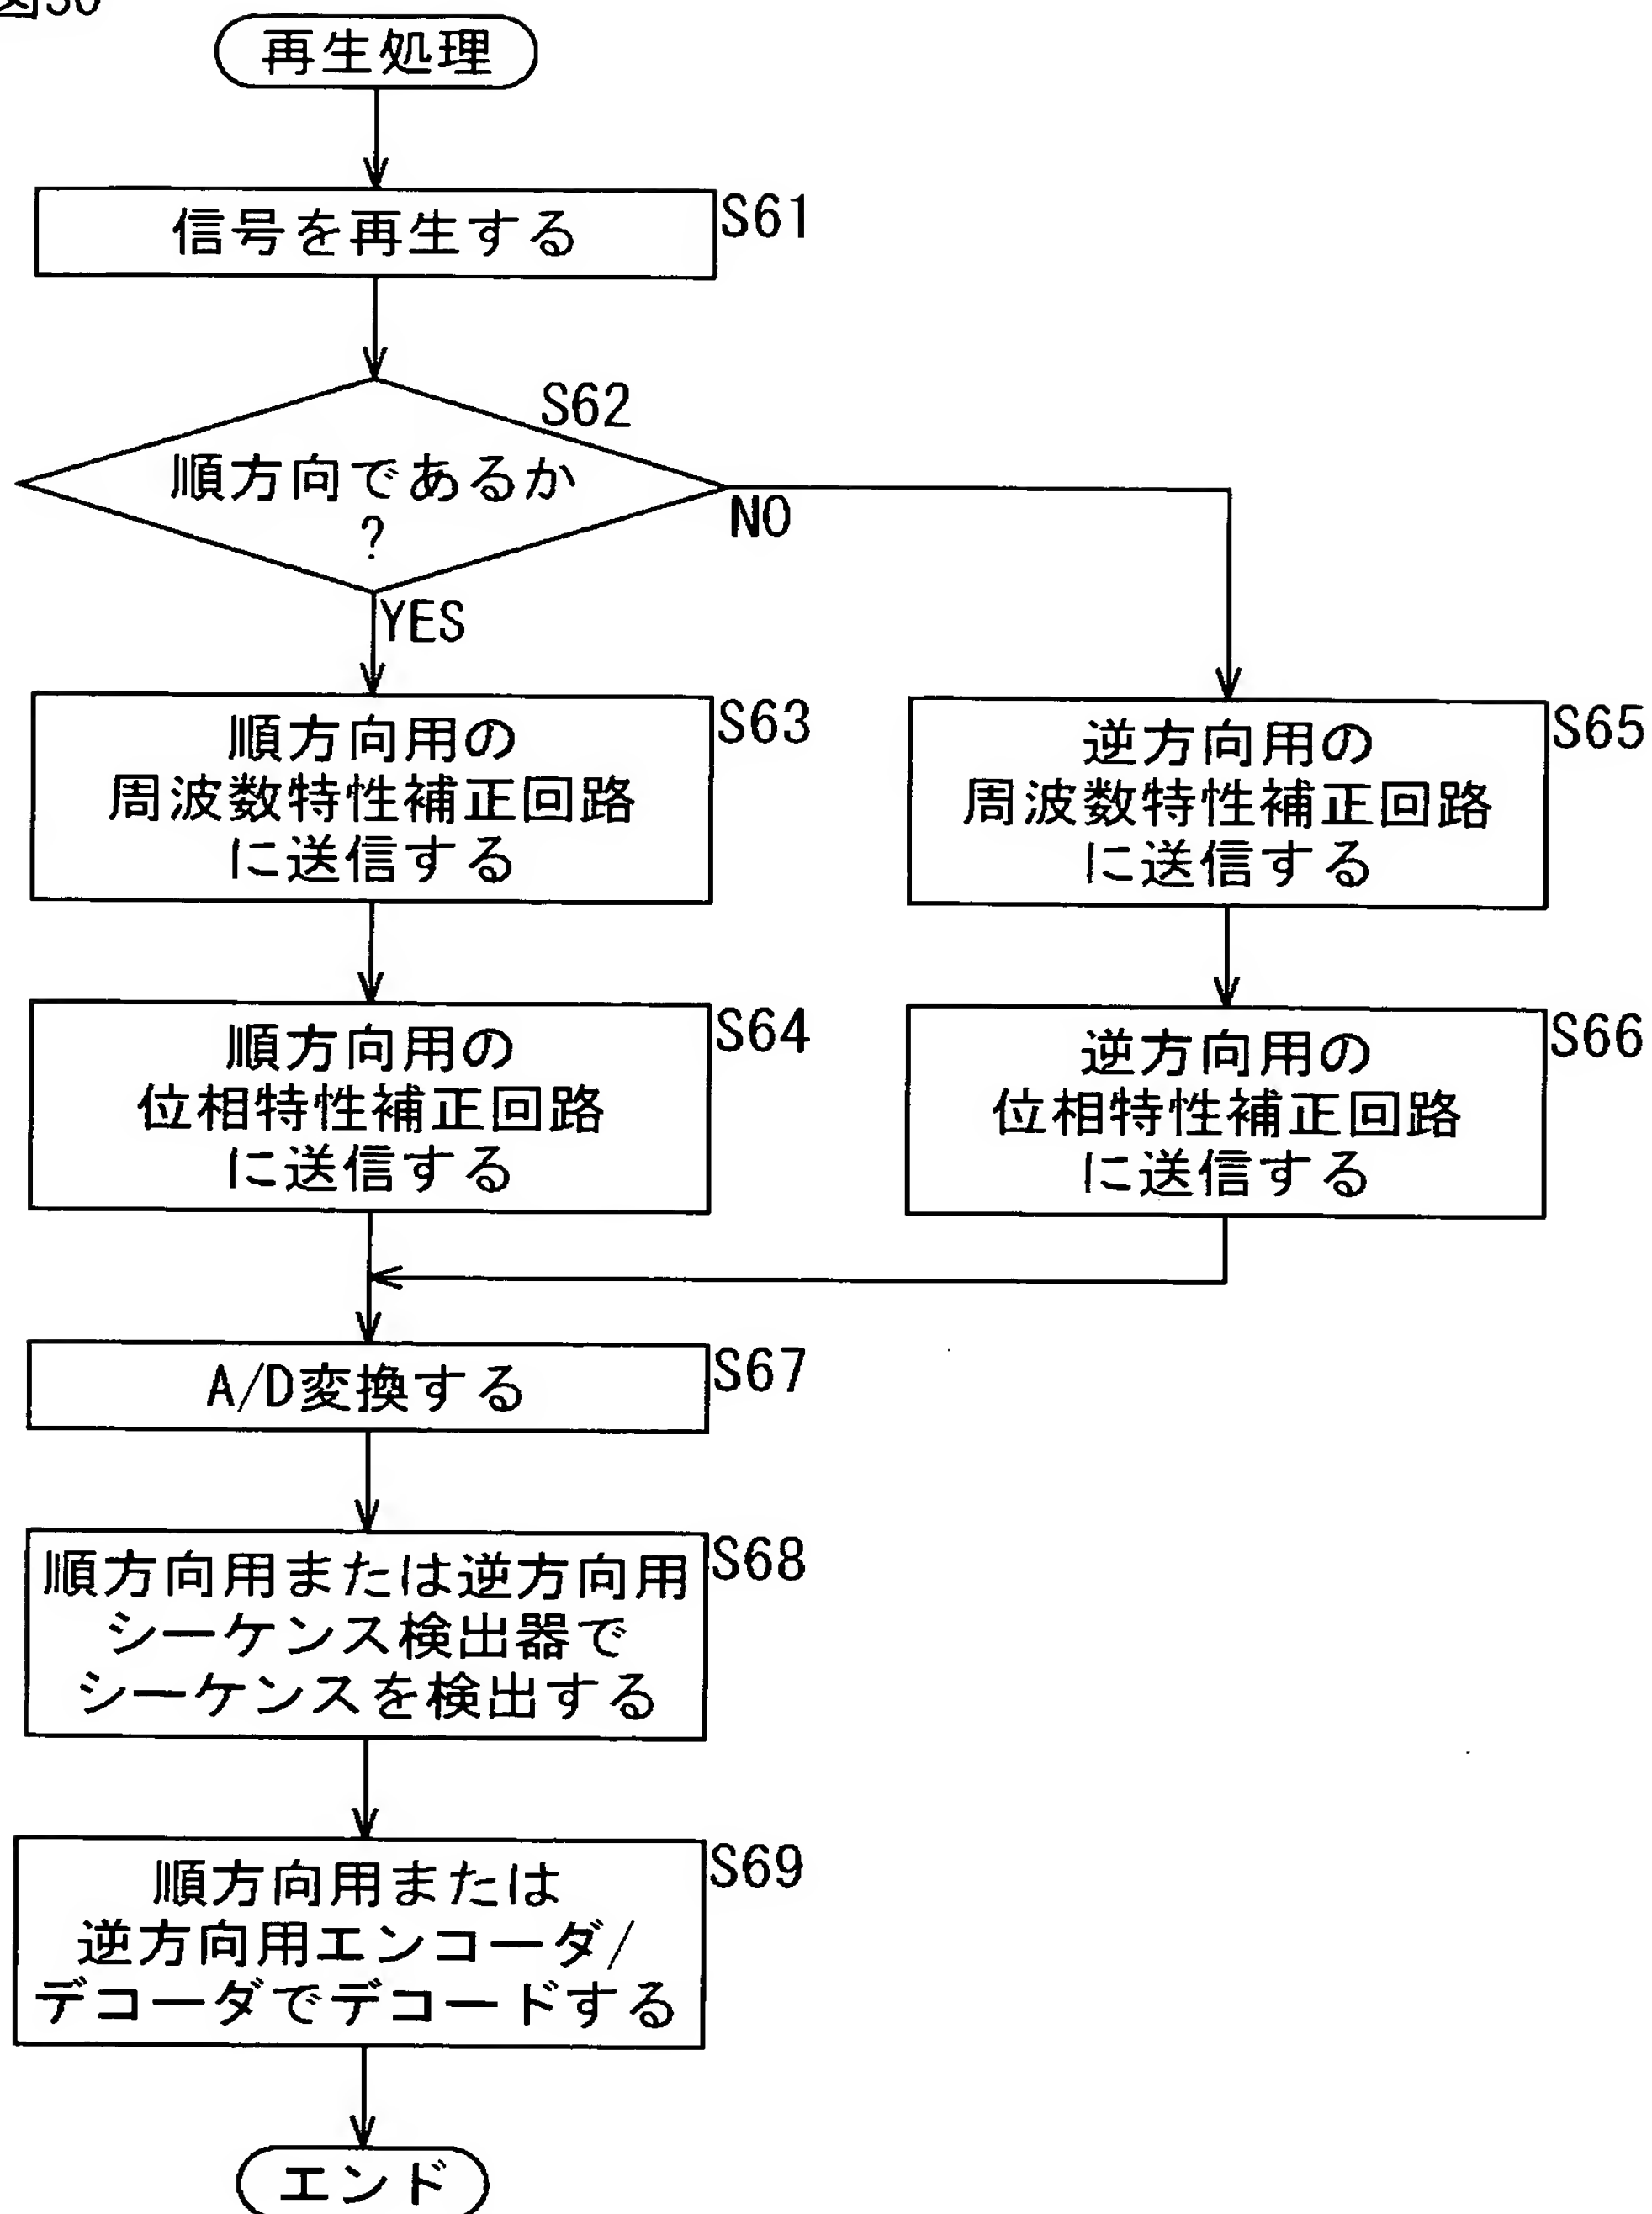 図30
再生処理
信号を再生する
S61
S62
順方向であるか
?
NO
YES
順方向用の
周波数特性補正回路
に送信する
S63
逆方向用の
周波数特性補正回路
に送信する
S65
順方向用の
位相特性補正回路
に送信する
S64
逆方向用の
位相特性補正回路
に送信する
S66
A/D変換する
S67
順方向用または逆方向用
シーケンス検出器で
シーケンスを検出する
S68
順方向用または
逆方向用エンコーダ/
デコーダでデコードする
S69
エンド